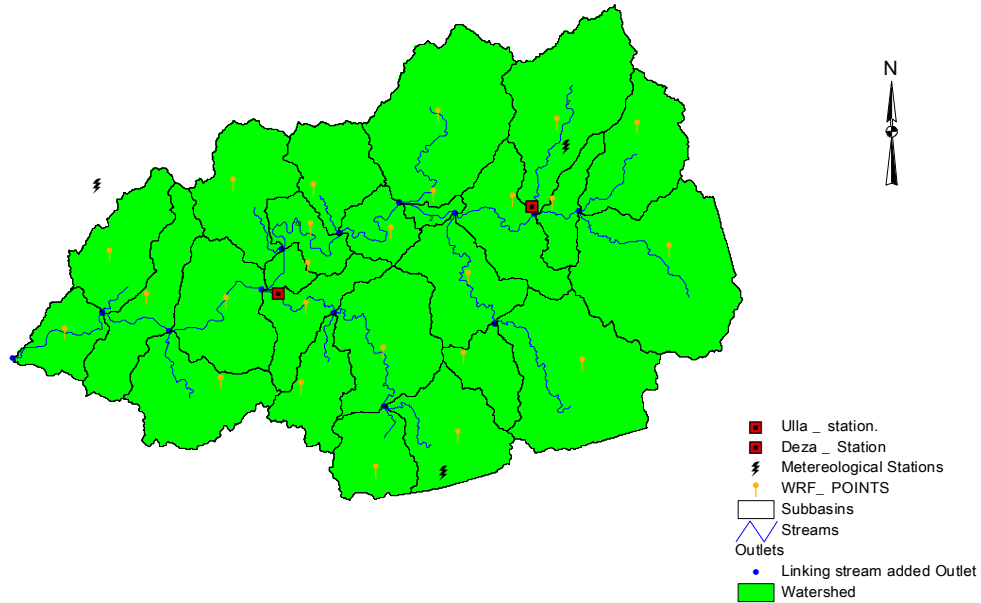 N
Ulla _ station.
Deza _ Station
Metereological Stations
WRF_ POINTS
Subbasins
Streams
Outlets
Linking stream added Outlet
Watershed